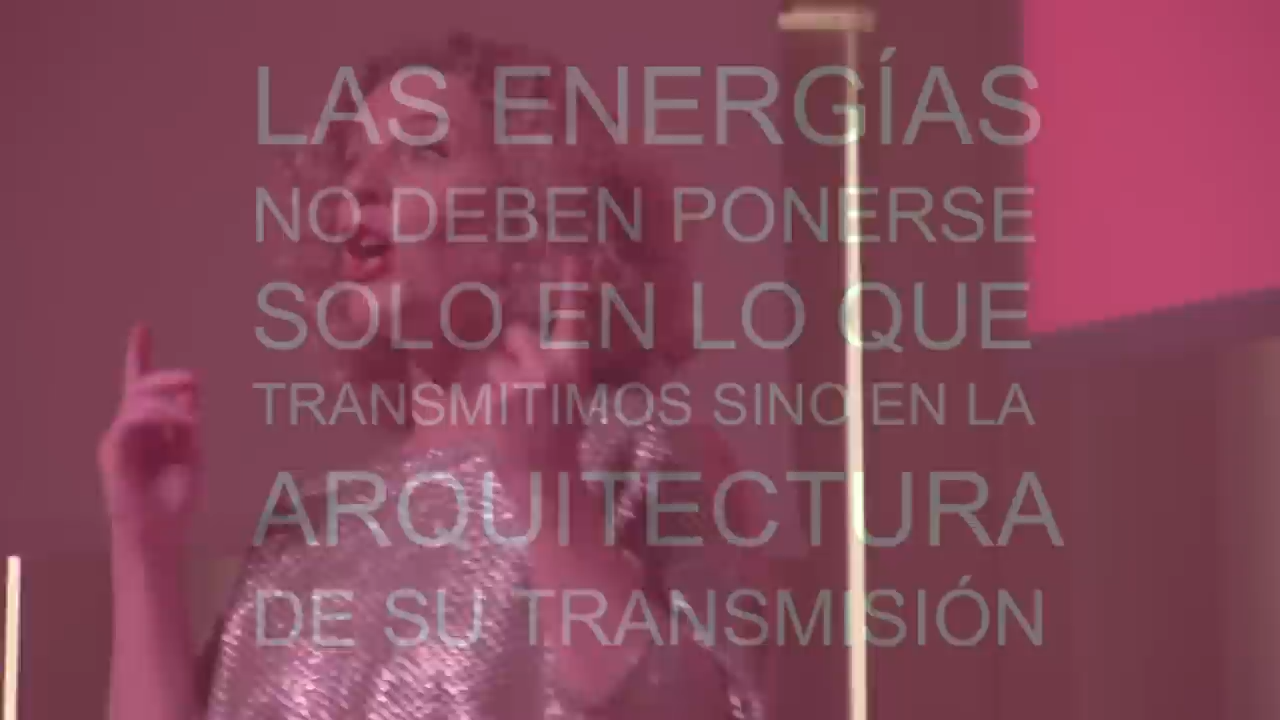 LAS ENERGÍAS
NO DEBEN PONERSE
SOLO EN LO QUE
TRANSMITIMOS SINO EN LA
ARQUITECTURA
DE SU TRANSMISIÓN